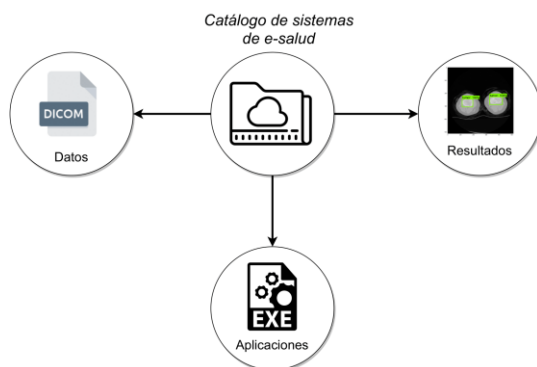 Catálogo de sistemas
de e-salud
DICOM
Datos
Resultados
EXE
Aplicaciones